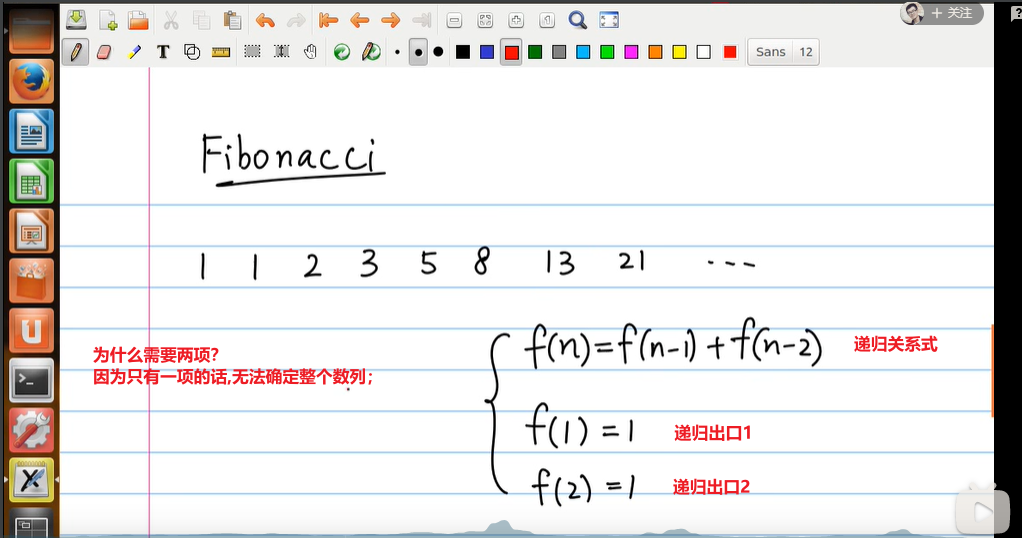 + 关注
?
T
Sans 12
Fibonacci
1 1 2 3 5 8 13 21 ...
为什么需要两项?
因为只有一项的话,无法确定整个数列;
f(n)=f(n-1)+f(n-2) 递归关系式
f(1)=1 递归出口1
f(2)=1 递归出口2